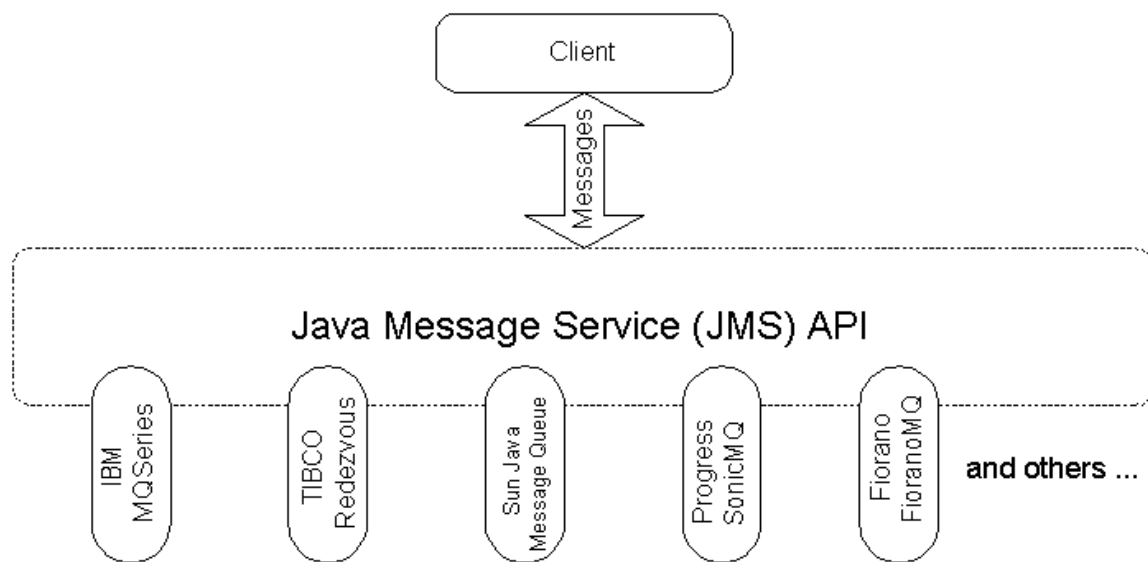 Client
Messages
Java Message Service (JMS) API
IBM
MQSeries
TIBCO
Redezvous
Sun Java
Message Queue
Progress
SonicMQ
Fiorano
FioranoMQ
and others ...